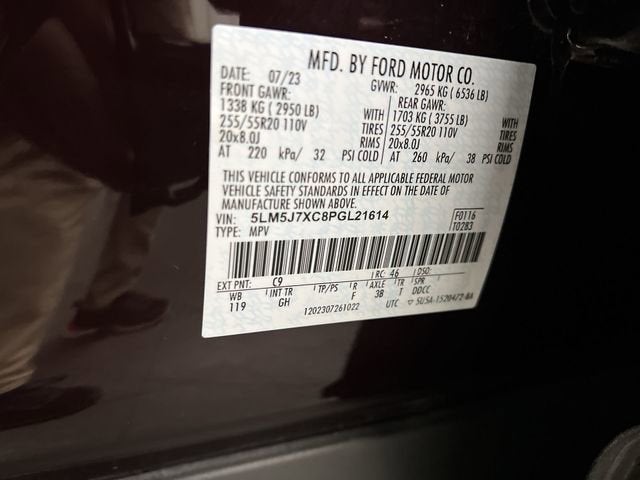 MFD. BY FORD MOTOR CO.
DATE: 07/23 GVWR: 2965 KG ( 6536 LB)
FRONT GAWR: REAR GAWR:
1338 KG ( 2950 LB) WITH 1703 KG ( 3755 LB) WITH
255/55R20 110V TIRES 255/55R20 110V TIRES
20x8.0J RIMS 20x8.0J RIMS
AT 220 kPa/ 32 PSI COLD AT 260 kPa/ 38 PSI COLD
THIS VEHICLE CONFORMS TO ALL APPLICABLE FEDERAL MOTOR
VEHICLE SAFETY STANDARDS IN EFFECT ON THE DATE OF
MANUFACTURE SHOWN ABOVE.
VIN: 5LM5J7XC8PGL21614 F0116
TYPE: MPV T0283
EXT PNT: C9 RC: 46 DSO:
WB INT TR TP/PS R AXLE TR SPR
119 GH F 3B T DDCC
1202307261022 UTC ▽ 5U5A-1520472-BA